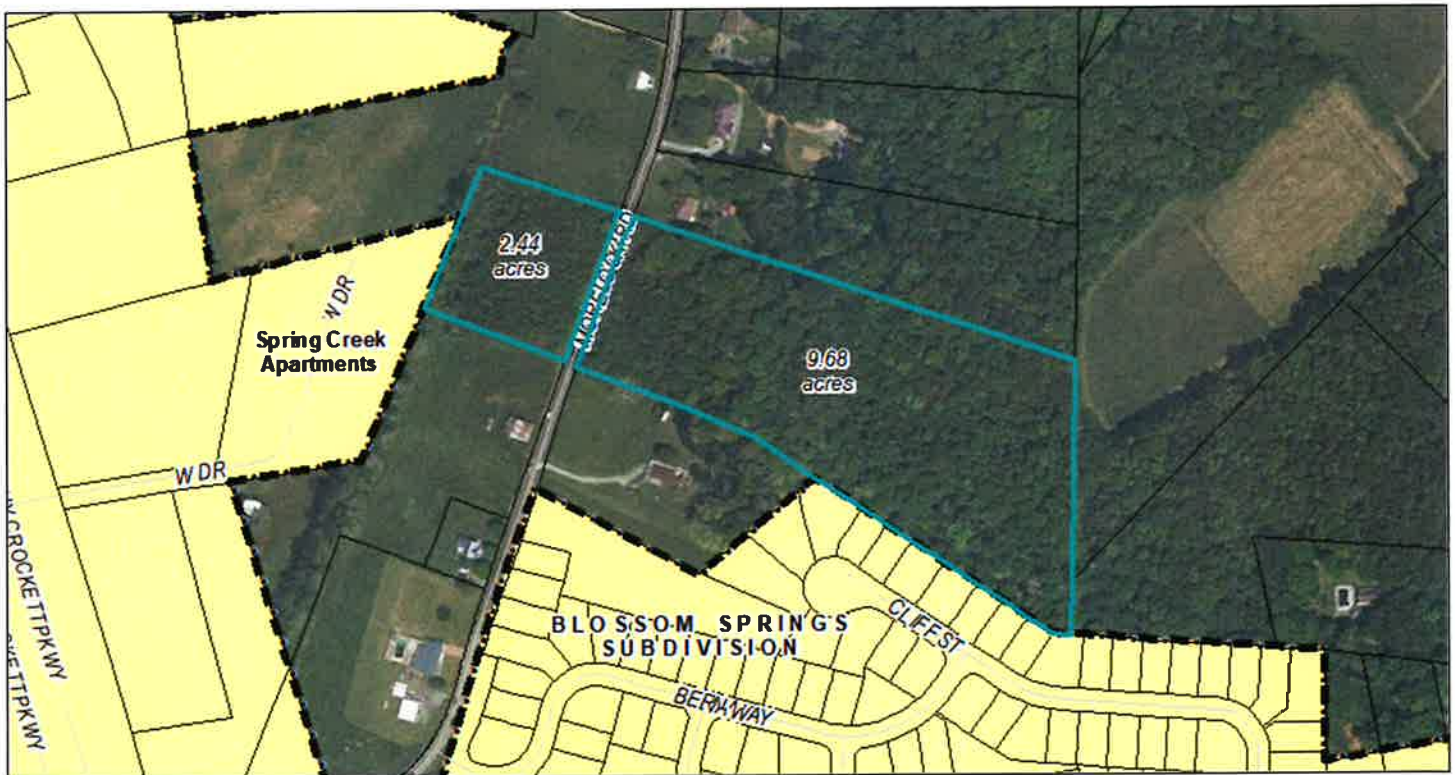 2.44
acres
W DR
Spring Creek
Apartments
9.68
acres
W DR
BLOSSOM SPRINGS
SUBDIVISION
CLIFF ST
BERN WAY
CROCKETT PKWY
PKWY